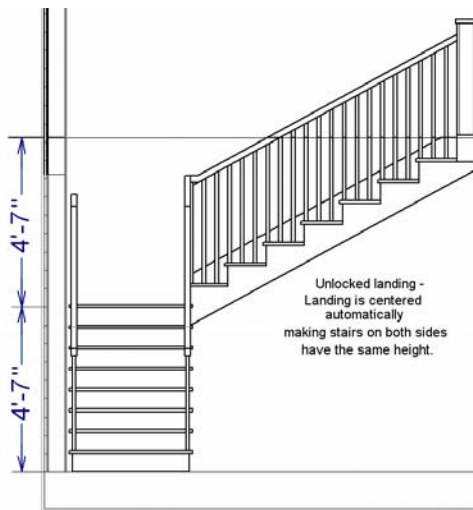 4'-7"
4'-7"
Unlocked landing -
Landing is centered
automatically
making stairs on both sides
have the same height.